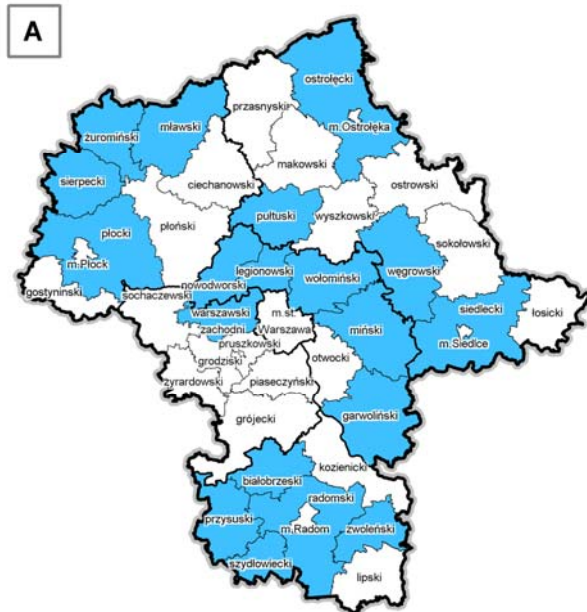 A
ostrołęcki
przasnyski
mławski
żuromiński
m.Ostrołęka
makowski
sierpecki
ciechanowski
ostrowski
pułtuski
wyszkowski
płocki
płoński
sokołowski
m.Płock
legionowski
węgrowski
nowodworski
wołomiński
gostyniński
sochaczewski
siedlecki
łosicki
warszawski
zachodni
m.st.
Warszawa
miński
m.Siedlce
pruszkowski
grodziski
otwocki
żyrardowski
piaseczyński
garwoliński
grójecki
kozienicki
białobrzeski
radomski
przysuski
m.Radom
zwoleński
szydłowiecki
lipski